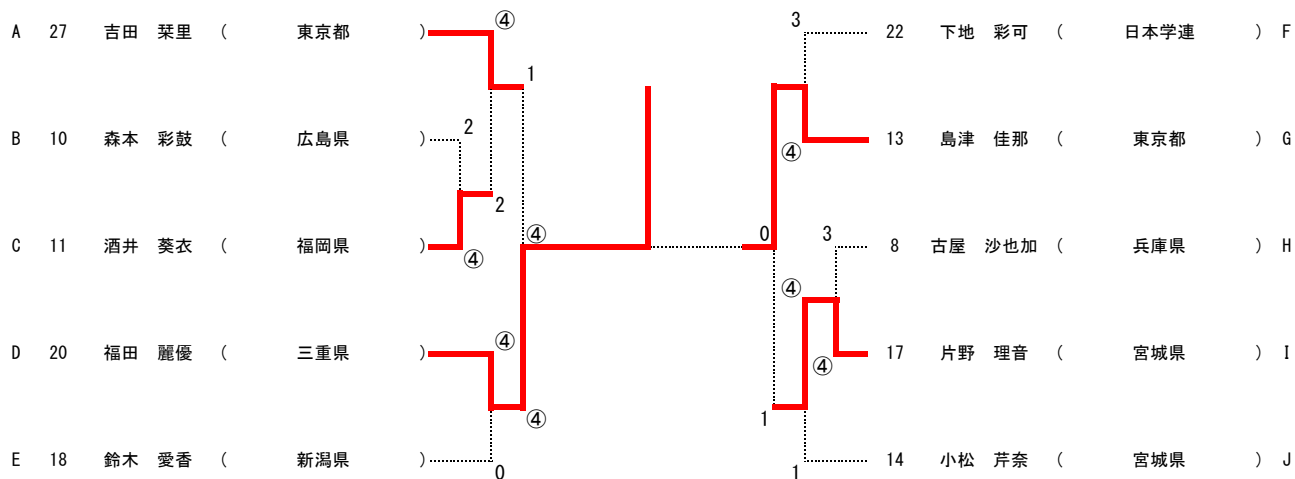 ④
3
A 27 吉田 栞里 ( 東京都 )
22 下地 彩可 ( 日本学連 ) F
1
2
B 10 森本 彩鼓 ( 広島県 )
④
13 島津 佳那 ( 東京都 ) G
2
④ 0 3
C 11 酒井 葵衣 ( 福岡県 )
④
8 古屋 沙也加 ( 兵庫県 ) H
④
④
D 20 福田 麗優 ( 三重県 )
17 片野 理音 ( 宮城県 ) I
④
④
1
E 18 鈴木 愛香 ( 新潟県 )
0
1
14 小松 芹奈 ( 宮城県 ) J